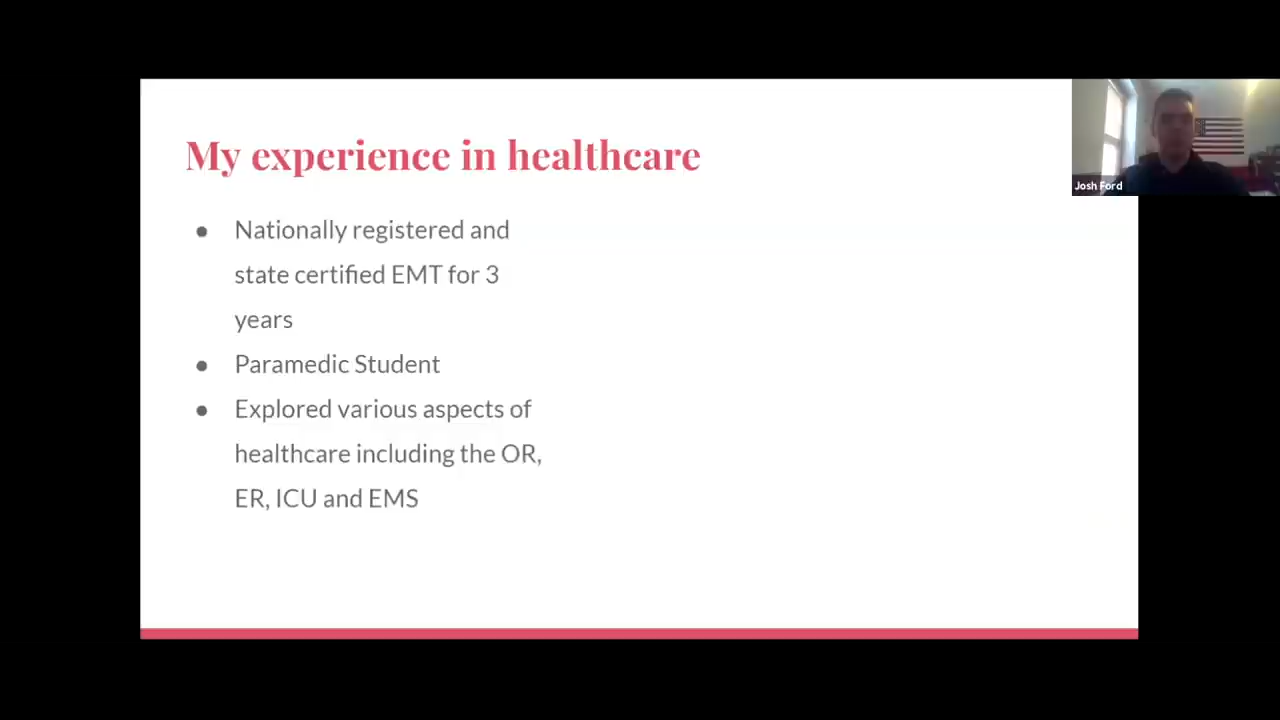 My experience in healthcare
Josh Ford
● Nationally registered and
state certified EMT for 3
years
● Paramedic Student
● Explored various aspects of
healthcare including the OR,
ER, ICU and EMS